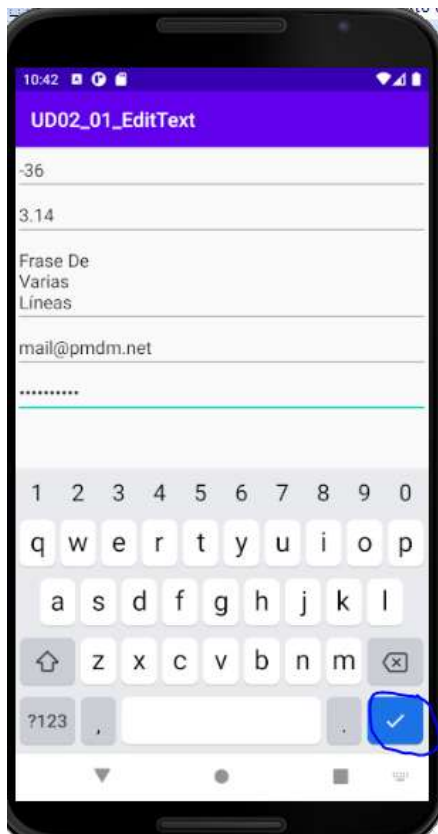 10:42
UD02_01_EditText
-36
3.14
Frase De
Varias
Líneas
mail@pmdm.net
••••••••••
1 2 3 4 5 6 7 8 9 0
q w e r t y u i o p
a s d f g h j k l
z x c v b n m
?123 , .